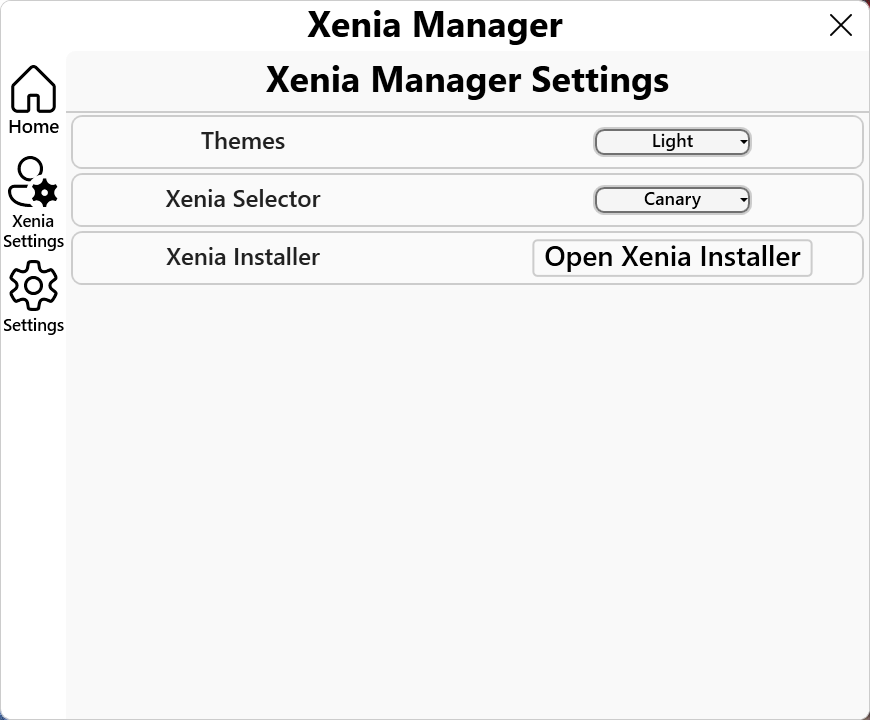 Xenia Manager
Home
Xenia
Settings
Settings
Xenia Manager Settings
Themes
Light
Xenia Selector
Canary
Xenia Installer
Open Xenia Installer